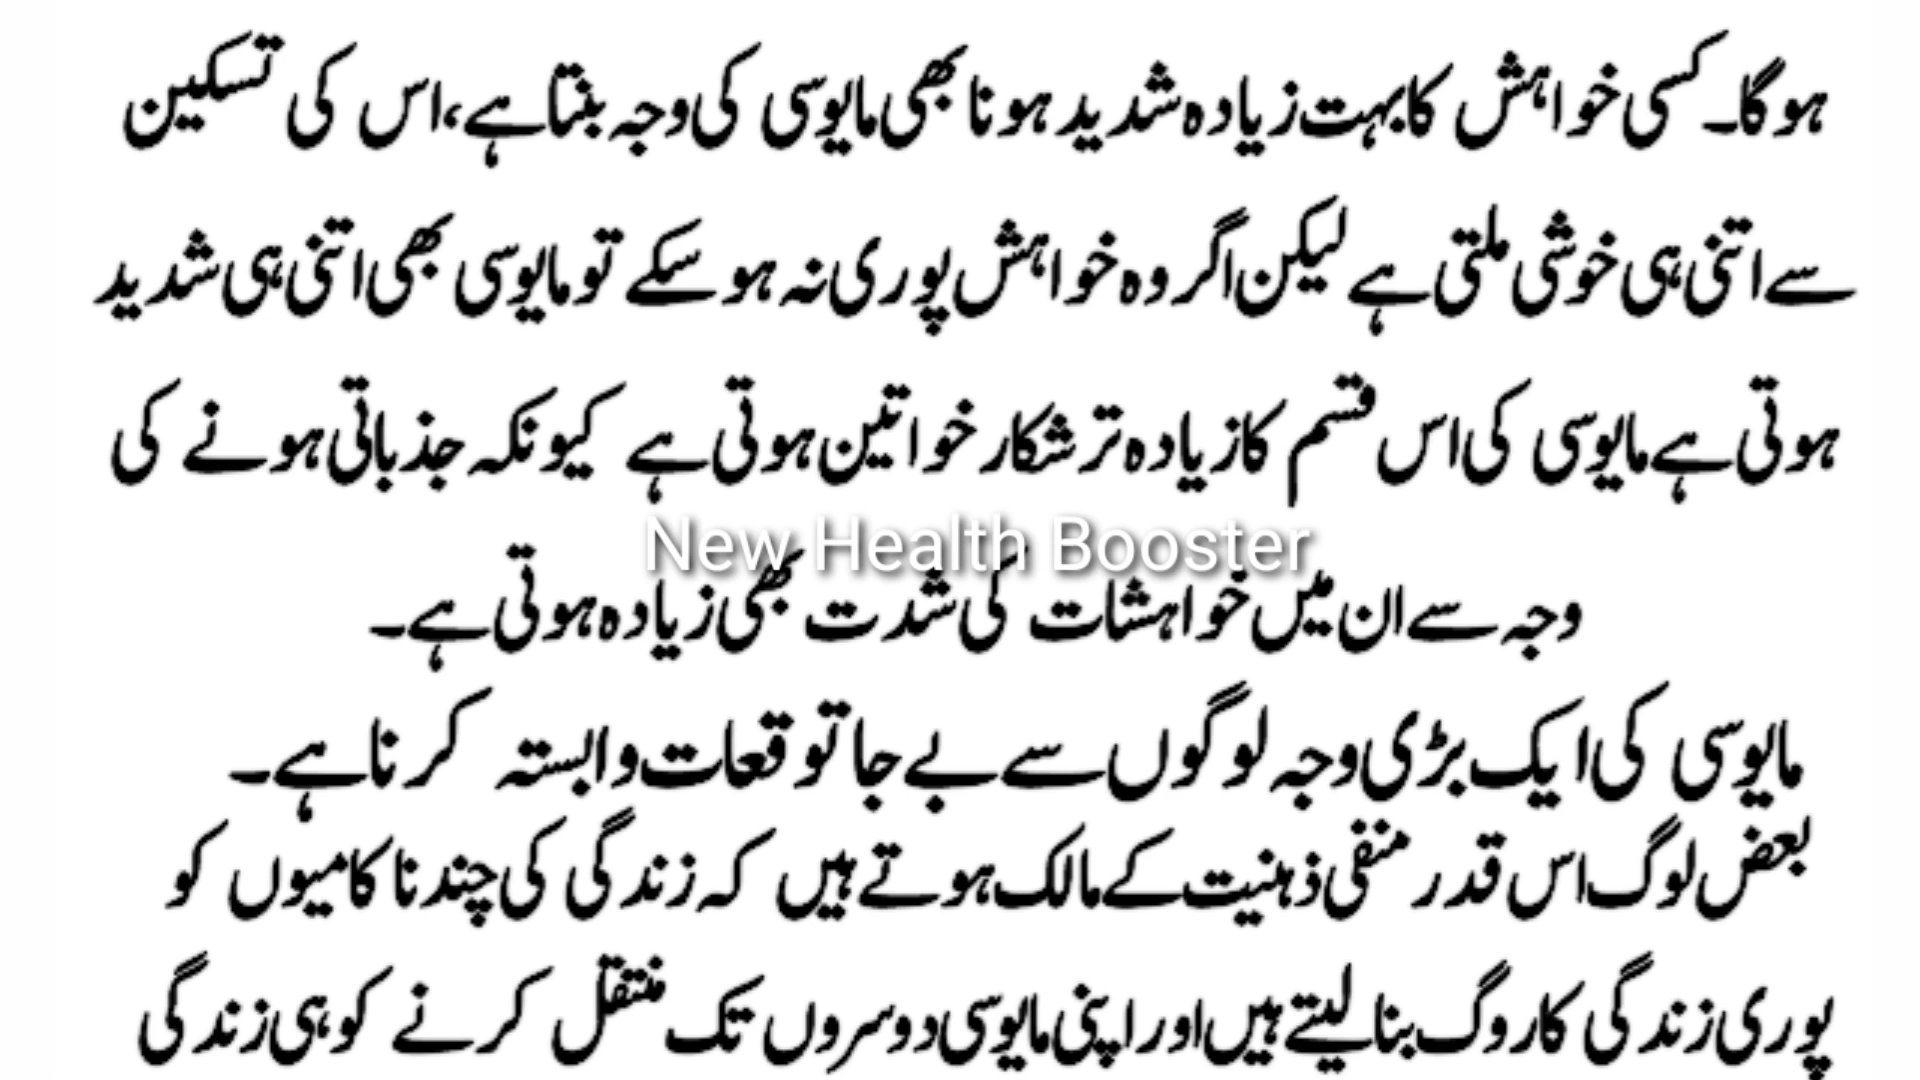 ہوگا۔ کسی خواہش کا بہت زیادہ شدید ہونا بھی مایوسی کی وجہ بنتا ہے، اس کی تسکین
سے اتنی ہی خوشی ملتی ہے لیکن اگر وہ خواہش پوری نہ ہوسکے تو مایوسی بھی اتنی ہی شدید
ہوتی ہے مایوسی کی اس قسم کا زیادہ تر شکار خواتین ہوتی ہے کیونکہ جذباتی ہونے کی
New Health Booster
وجہ سے ان میں خواہشات کی شدت بھی زیادہ ہوتی ہے۔
مایوسی کی ایک بڑی وجہ لوگوں سے بے جا توقعات وابستہ کرنا ہے۔
بعض لوگ اس قدر منفی ذہنیت کے مالک ہوتے ہیں کہ زندگی کی چند ناکامیوں کو
پوری زندگی کا روگ بنا لیتے ہیں اور اپنی مایوسی دوسروں تک منتقل کرنے کو ہی زندگی